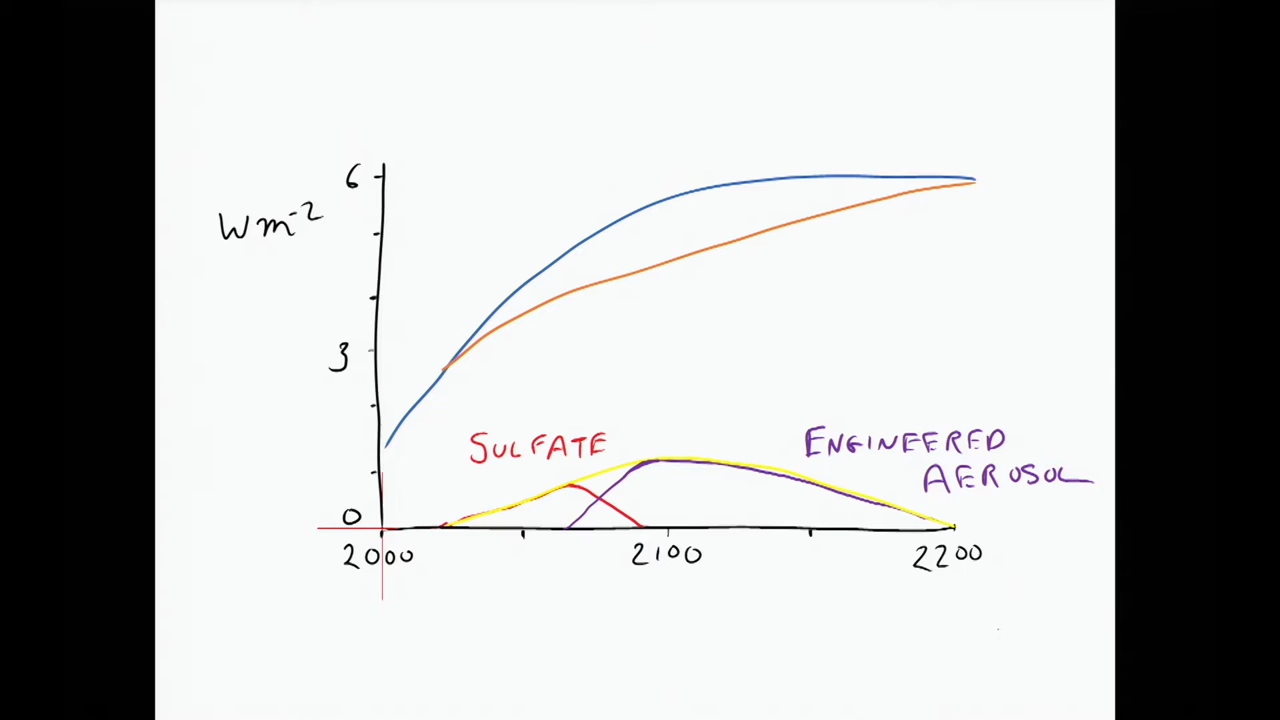 6
Wm⁻²
3
SULFATE
ENGINEERED
AEROSOL
0
2000 2100 2200